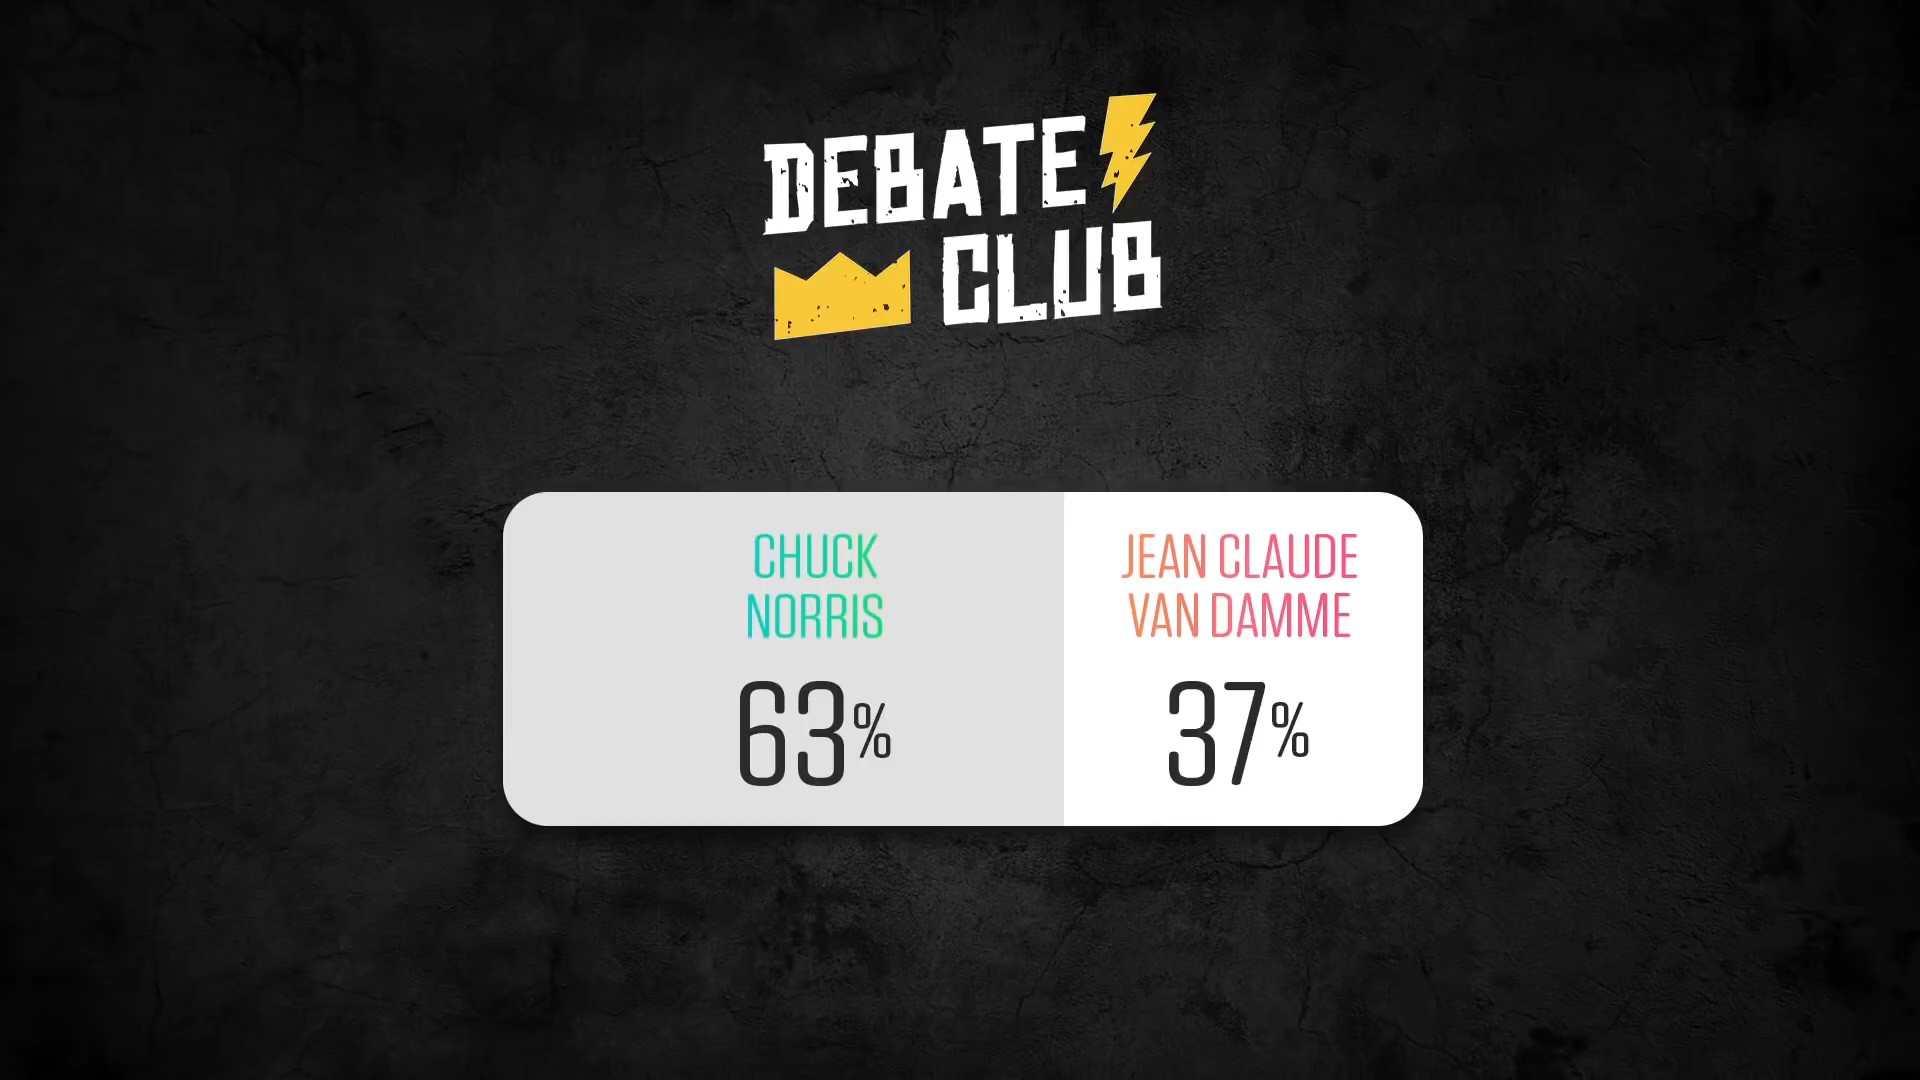 DEBATE
CLUB
CHUCK
NORRIS
63%
JEAN CLAUDE
VAN DAMME
37%